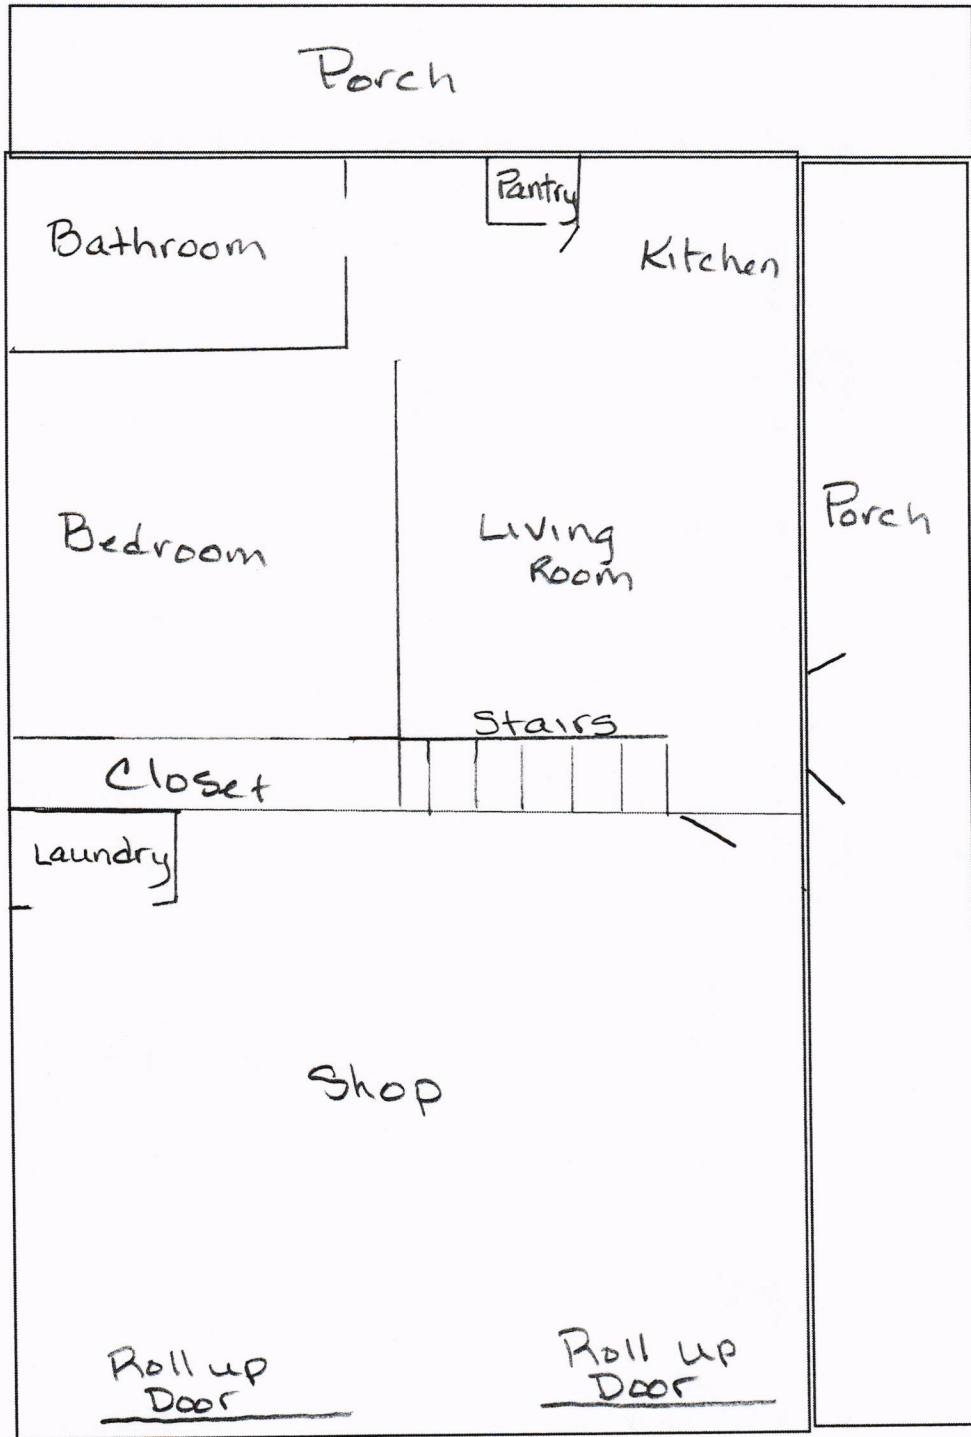 Porch
Bathroom
Pantry
Kitchen
Bedroom
Living
Room
Porch
Stairs
Closet
Laundry
Shop
Roll up
Door
Roll up
Door